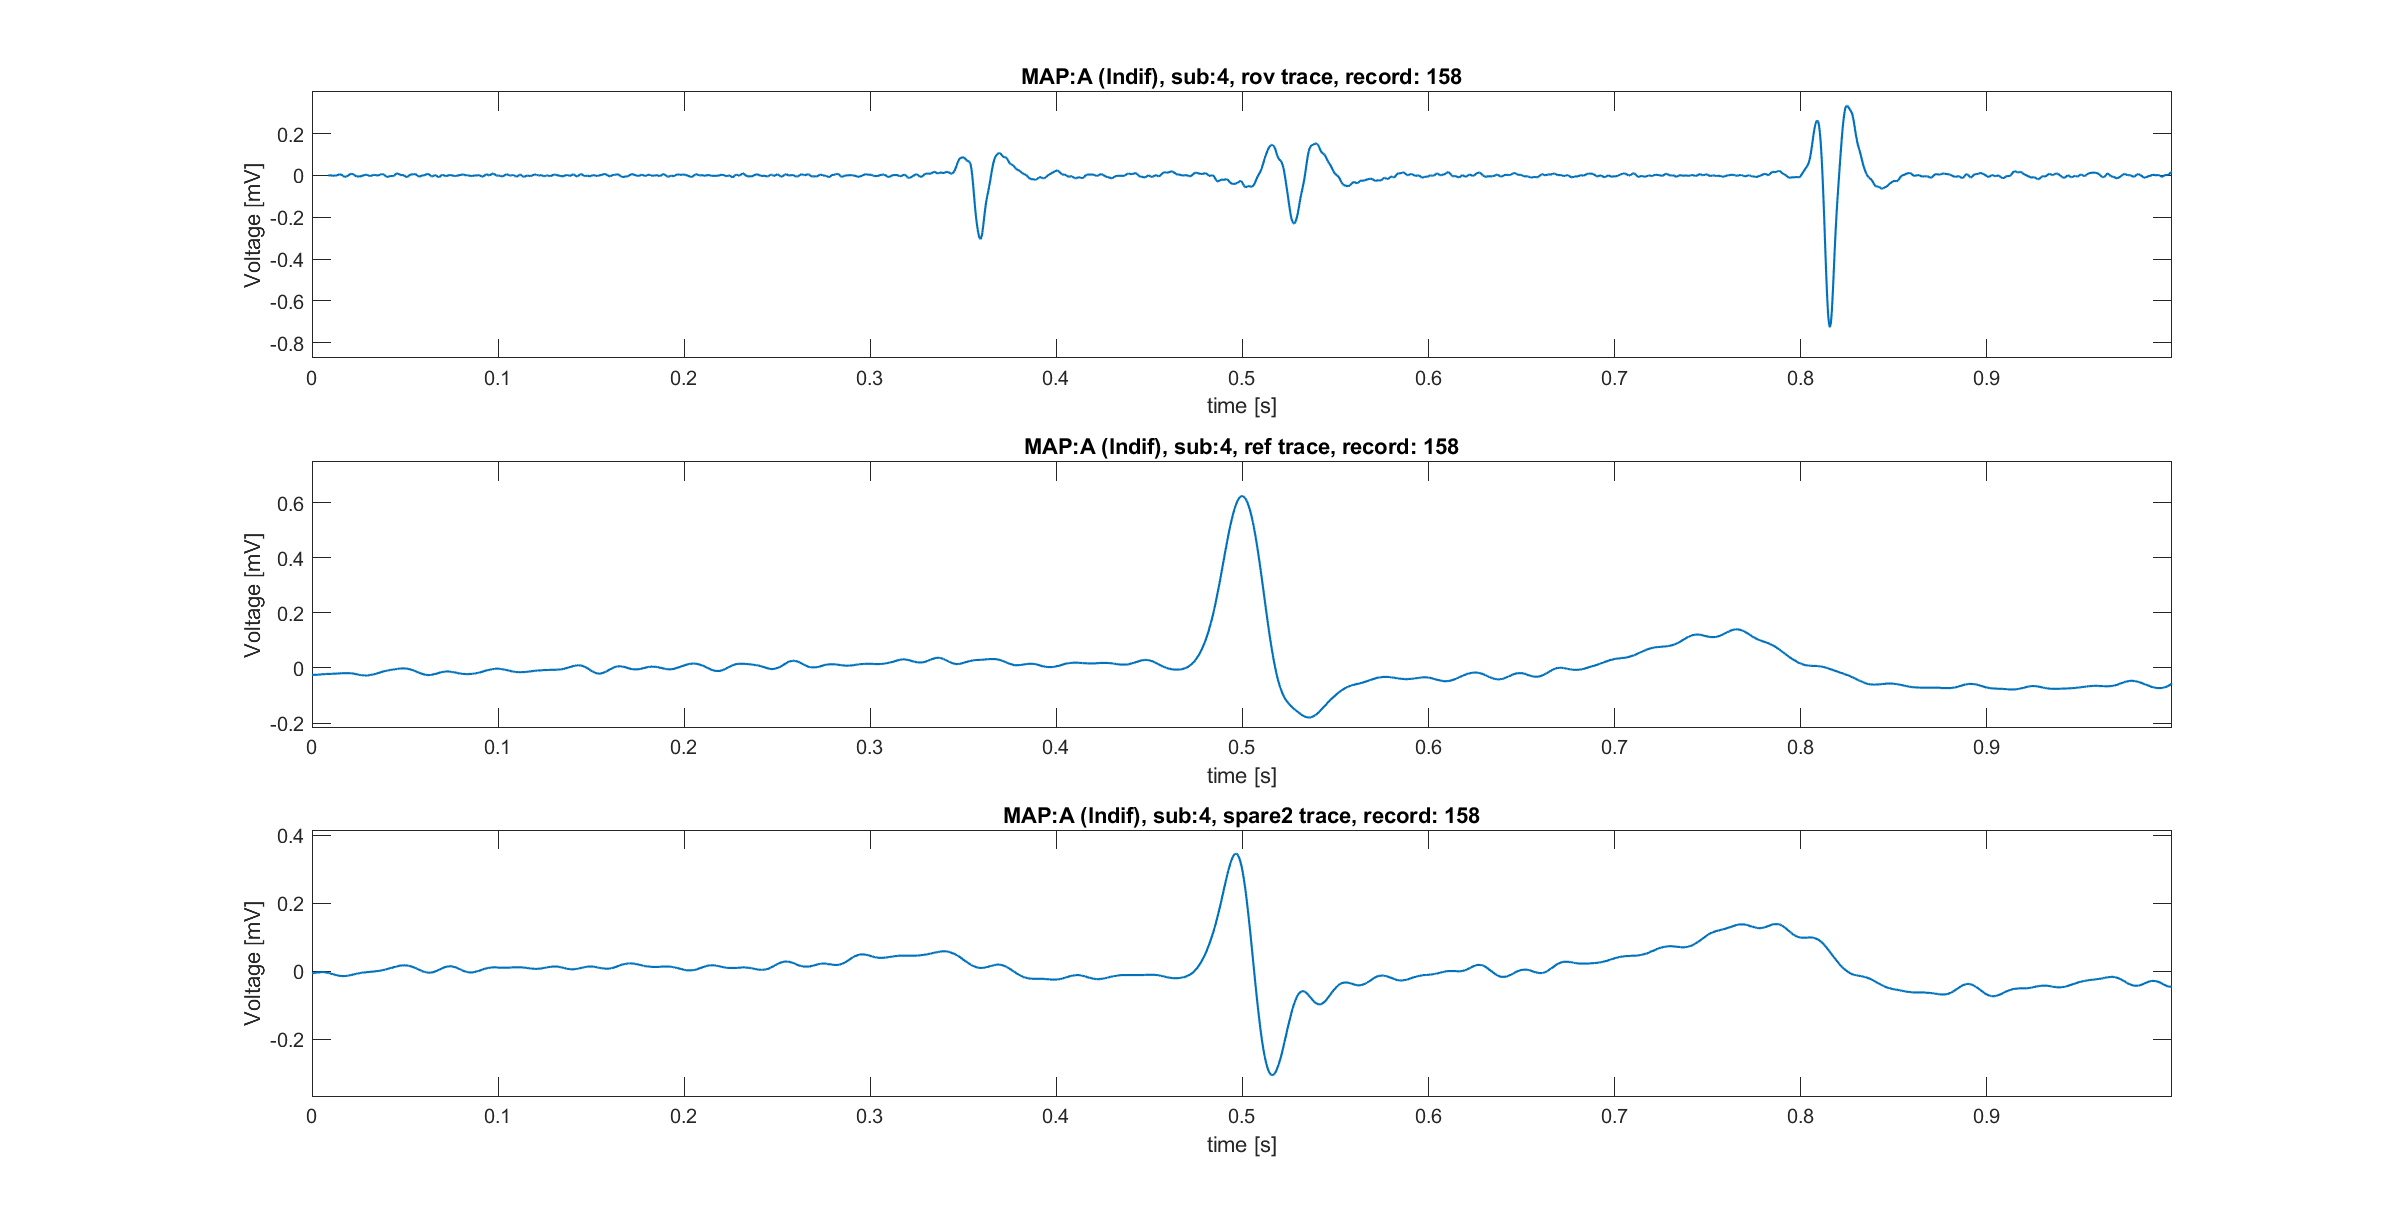 MAP:A (Indif), sub:4, rov trace, record: 158
Voltage [mV]
0.2
0
-0.2
-0.4
-0.6
-0.8
0 0.1 0.2 0.3 0.4 0.5 0.6 0.7 0.8 0.9
time [s]
MAP:A (Indif), sub:4, ref trace, record: 158
Voltage [mV]
0.6
0.4
0.2
0
-0.2
0 0.1 0.2 0.3 0.4 0.5 0.6 0.7 0.8 0.9
time [s]
MAP:A (Indif), sub:4, spare2 trace, record: 158
Voltage [mV]
0.4
0.2
0
-0.2
0 0.1 0.2 0.3 0.4 0.5 0.6 0.7 0.8 0.9
time [s]